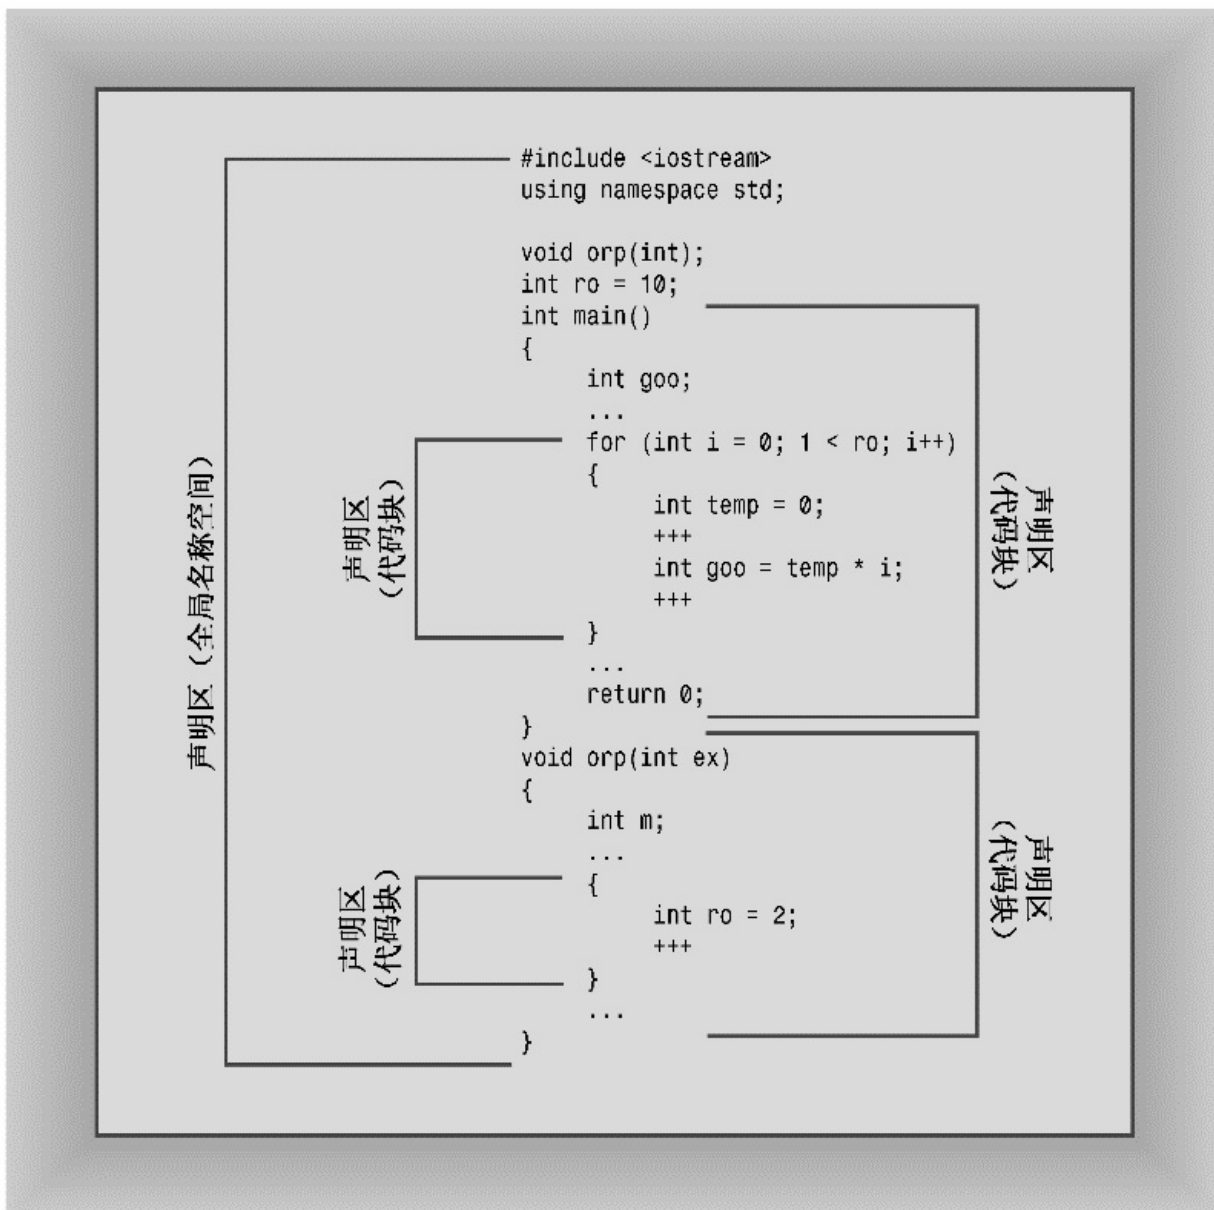 #include <iostream>
using namespace std;
void orp(int);
int ro = 10;
int main()
{
int goo;
...
for (int i = 0; 1 < ro; i++)
{
int temp = 0;
+++
int goo = temp * i;
+++
}
...
return 0;
}
void orp(int ex)
{
int m;
...
{
int ro = 2;
+++
}
...
}
声明区（全局名称空间）
声明区
（代码块）
声明区
（代码块）
声明区
（代码块）
声明区
（代码块）